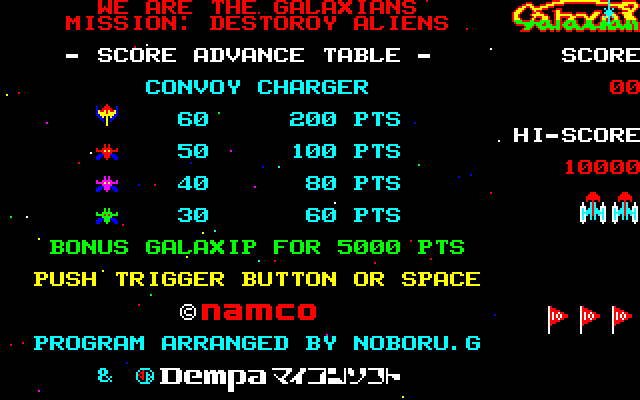 WE ARE THE GALAXIANS
MISSION: DESTOROY ALIENS
Galaxian
- SCORE ADVANCE TABLE -
SCORE
00
CONVOY CHARGER
60 200 PTS
50 100 PTS
40 80 PTS
30 60 PTS
HI-SCORE
10000
BONUS GALAXIP FOR 5000 PTS
PUSH TRIGGER BUTTON OR SPACE
© namco
PROGRAM ARRANGED BY NOBORU.G
& Dempa マイコンソフト